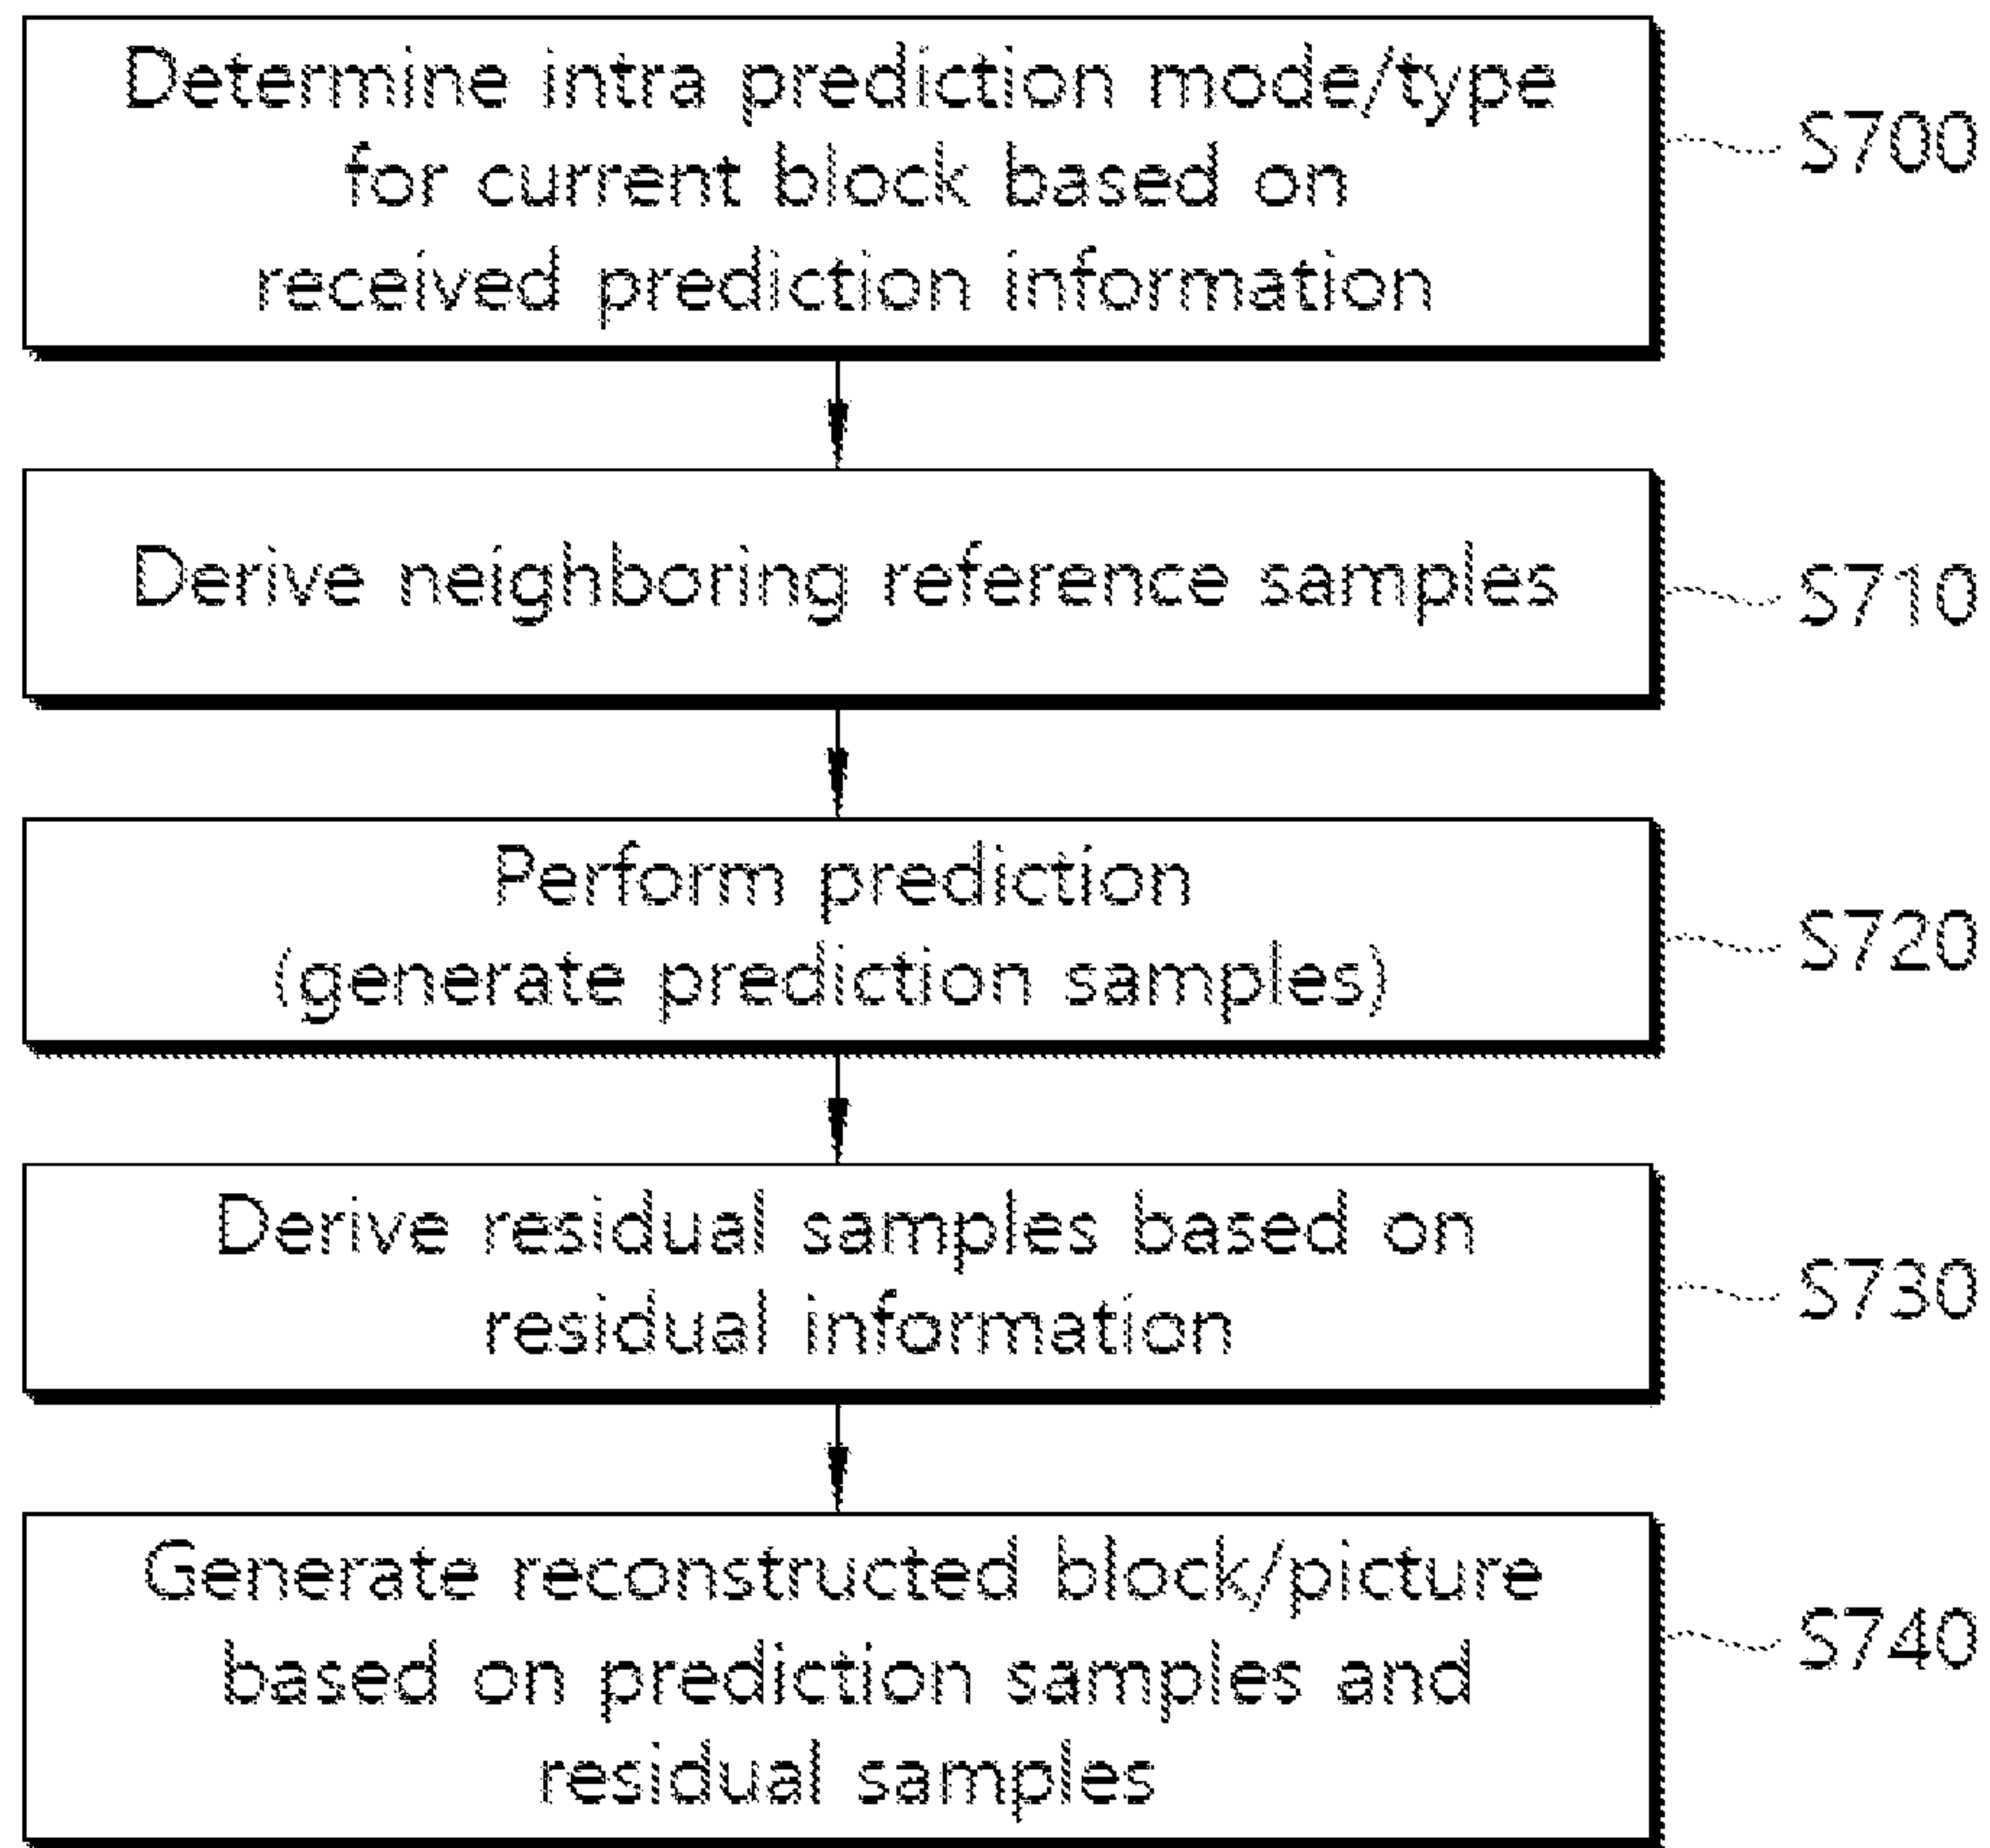 Determine intra prediction mode/type
for current block based on
received prediction information
S700
Derive neighboring reference samples
S710
Perform prediction
(generate prediction samples)
S720
Derive residual samples based on
residual information
S730
Generate reconstructed block/picture
based on prediction samples and
residual samples
S740